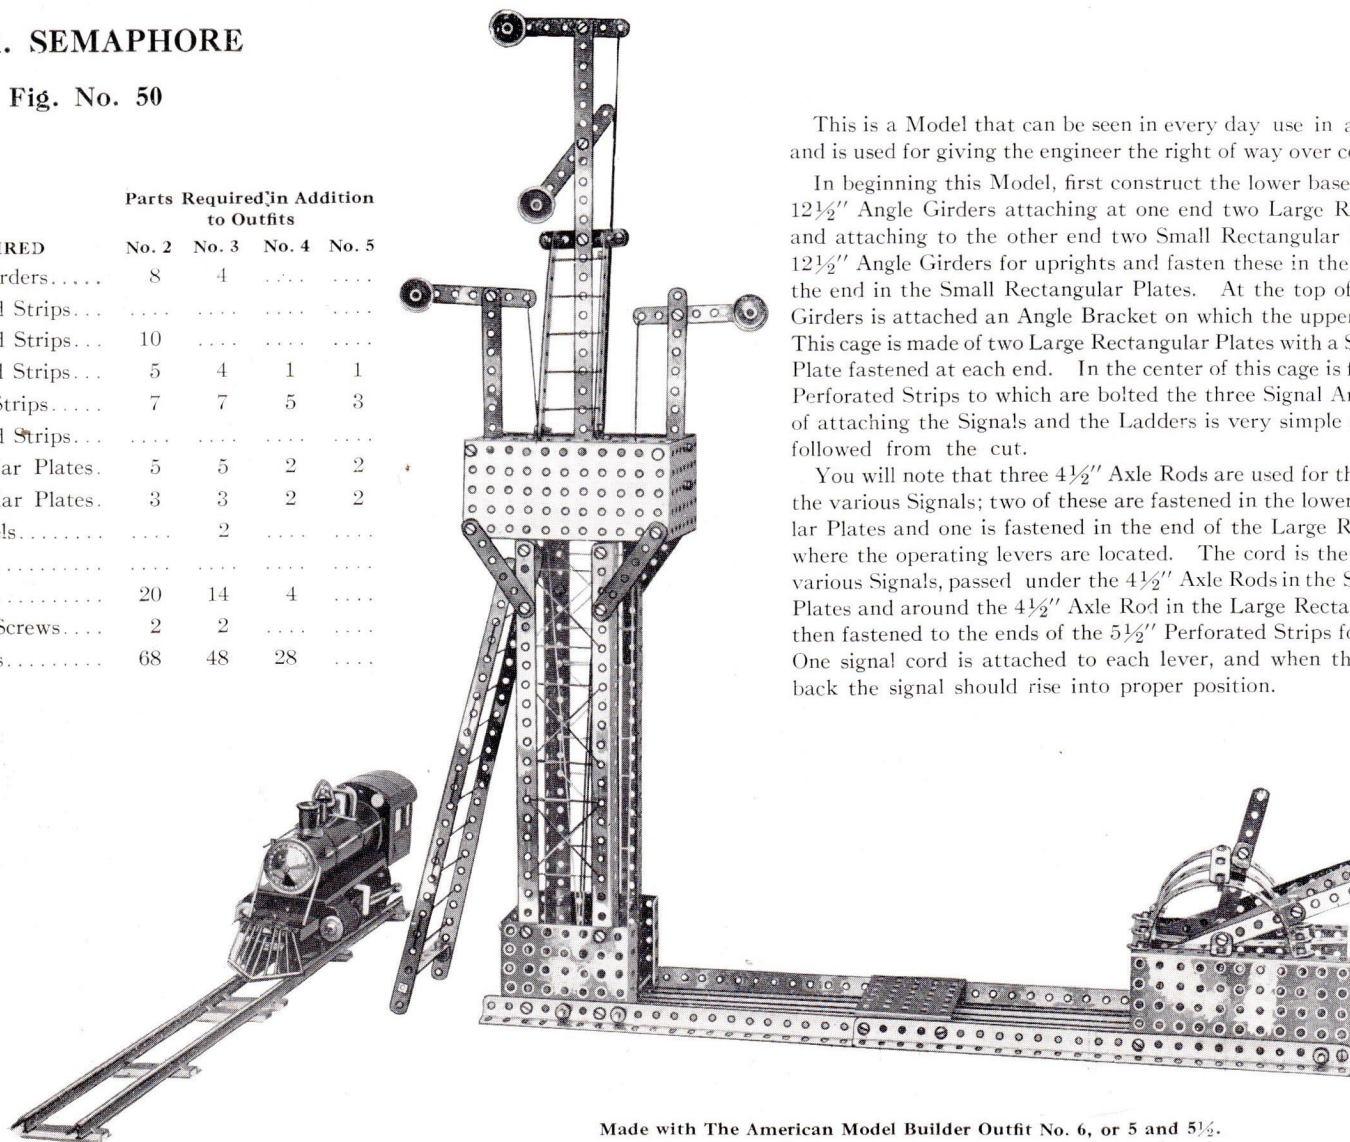 . SEMAPHORE
Fig. No. 50
Parts Required in Addition
to Outfits
IRED No. 2 No. 3 No. 4 No. 5
rders..... 8 4 .... ....
d Strips... .... .... .... ....
d Strips... 10 .... .... ....
d Strips... 5 4 1 1
Strips..... 7 7 5 3
d Strips... .... .... .... ....
ar Plates. 5 5 2 2
ar Plates. 3 3 2 2
ls........ .... 2 .... ....
.......... .... .... .... ....
.......... 20 14 4 ....
Screws.... 2 2 .... ....
s......... 68 48 28 ....
This is a Model that can be seen in every day use in a
and is used for giving the engineer the right of way over c
In beginning this Model, first construct the lower base
12½″ Angle Girders attaching at one end two Large R
and attaching to the other end two Small Rectangular
12½″ Angle Girders for uprights and fasten these in the
the end in the Small Rectangular Plates. At the top of
Girders is attached an Angle Bracket on which the upper
This cage is made of two Large Rectangular Plates with a S
Plate fastened at each end. In the center of this cage is f
Perforated Strips to which are bolted the three Signal Ar
of attaching the Signals and the Ladders is very simple
followed from the cut.
You will note that three 4½″ Axle Rods are used for th
the various Signals; two of these are fastened in the lower
lar Plates and one is fastened in the end of the Large R
where the operating levers are located. The cord is the
various Signals, passed under the 4½″ Axle Rods in the S
Plates and around the 4½″ Axle Rod in the Large Recta
then fastened to the ends of the 5½″ Perforated Strips fo
One signal cord is attached to each lever, and when th
back the signal should rise into proper position.
Made with The American Model Builder Outfit No. 6, or 5 and 5½.